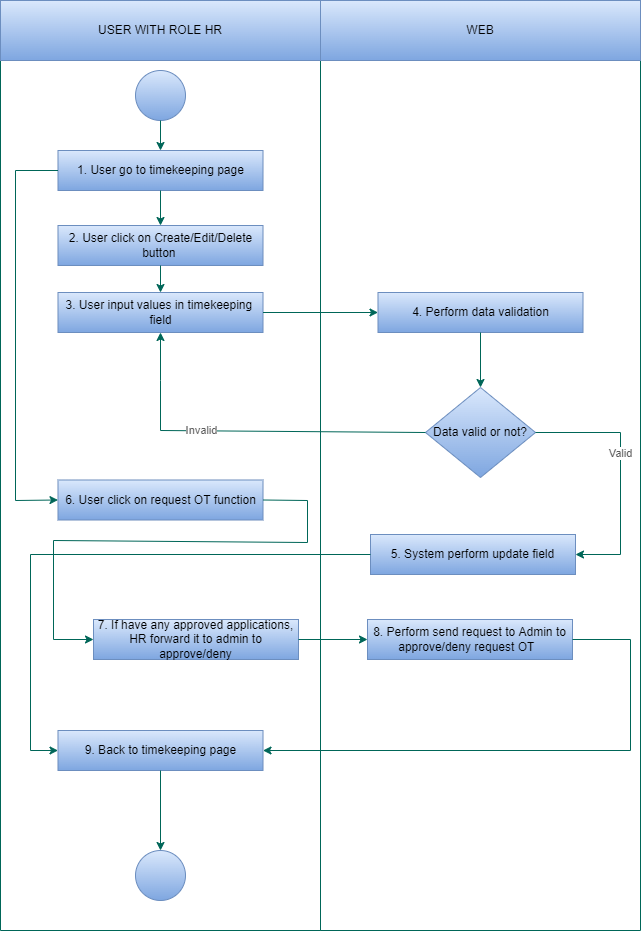 USER WITH ROLE HR
WEB
1. User go to timekeeping page
2. User click on Create/Edit/Delete
button
3. User input values in timekeeping
field
4. Perform data validation
Data valid or not?
Invalid
Valid
6. User click on request OT function
5. System perform update field
7. If have any approved applications,
HR forward it to admin to
approve/deny
8. Perform send request to Admin to
approve/deny request OT
9. Back to timekeeping page